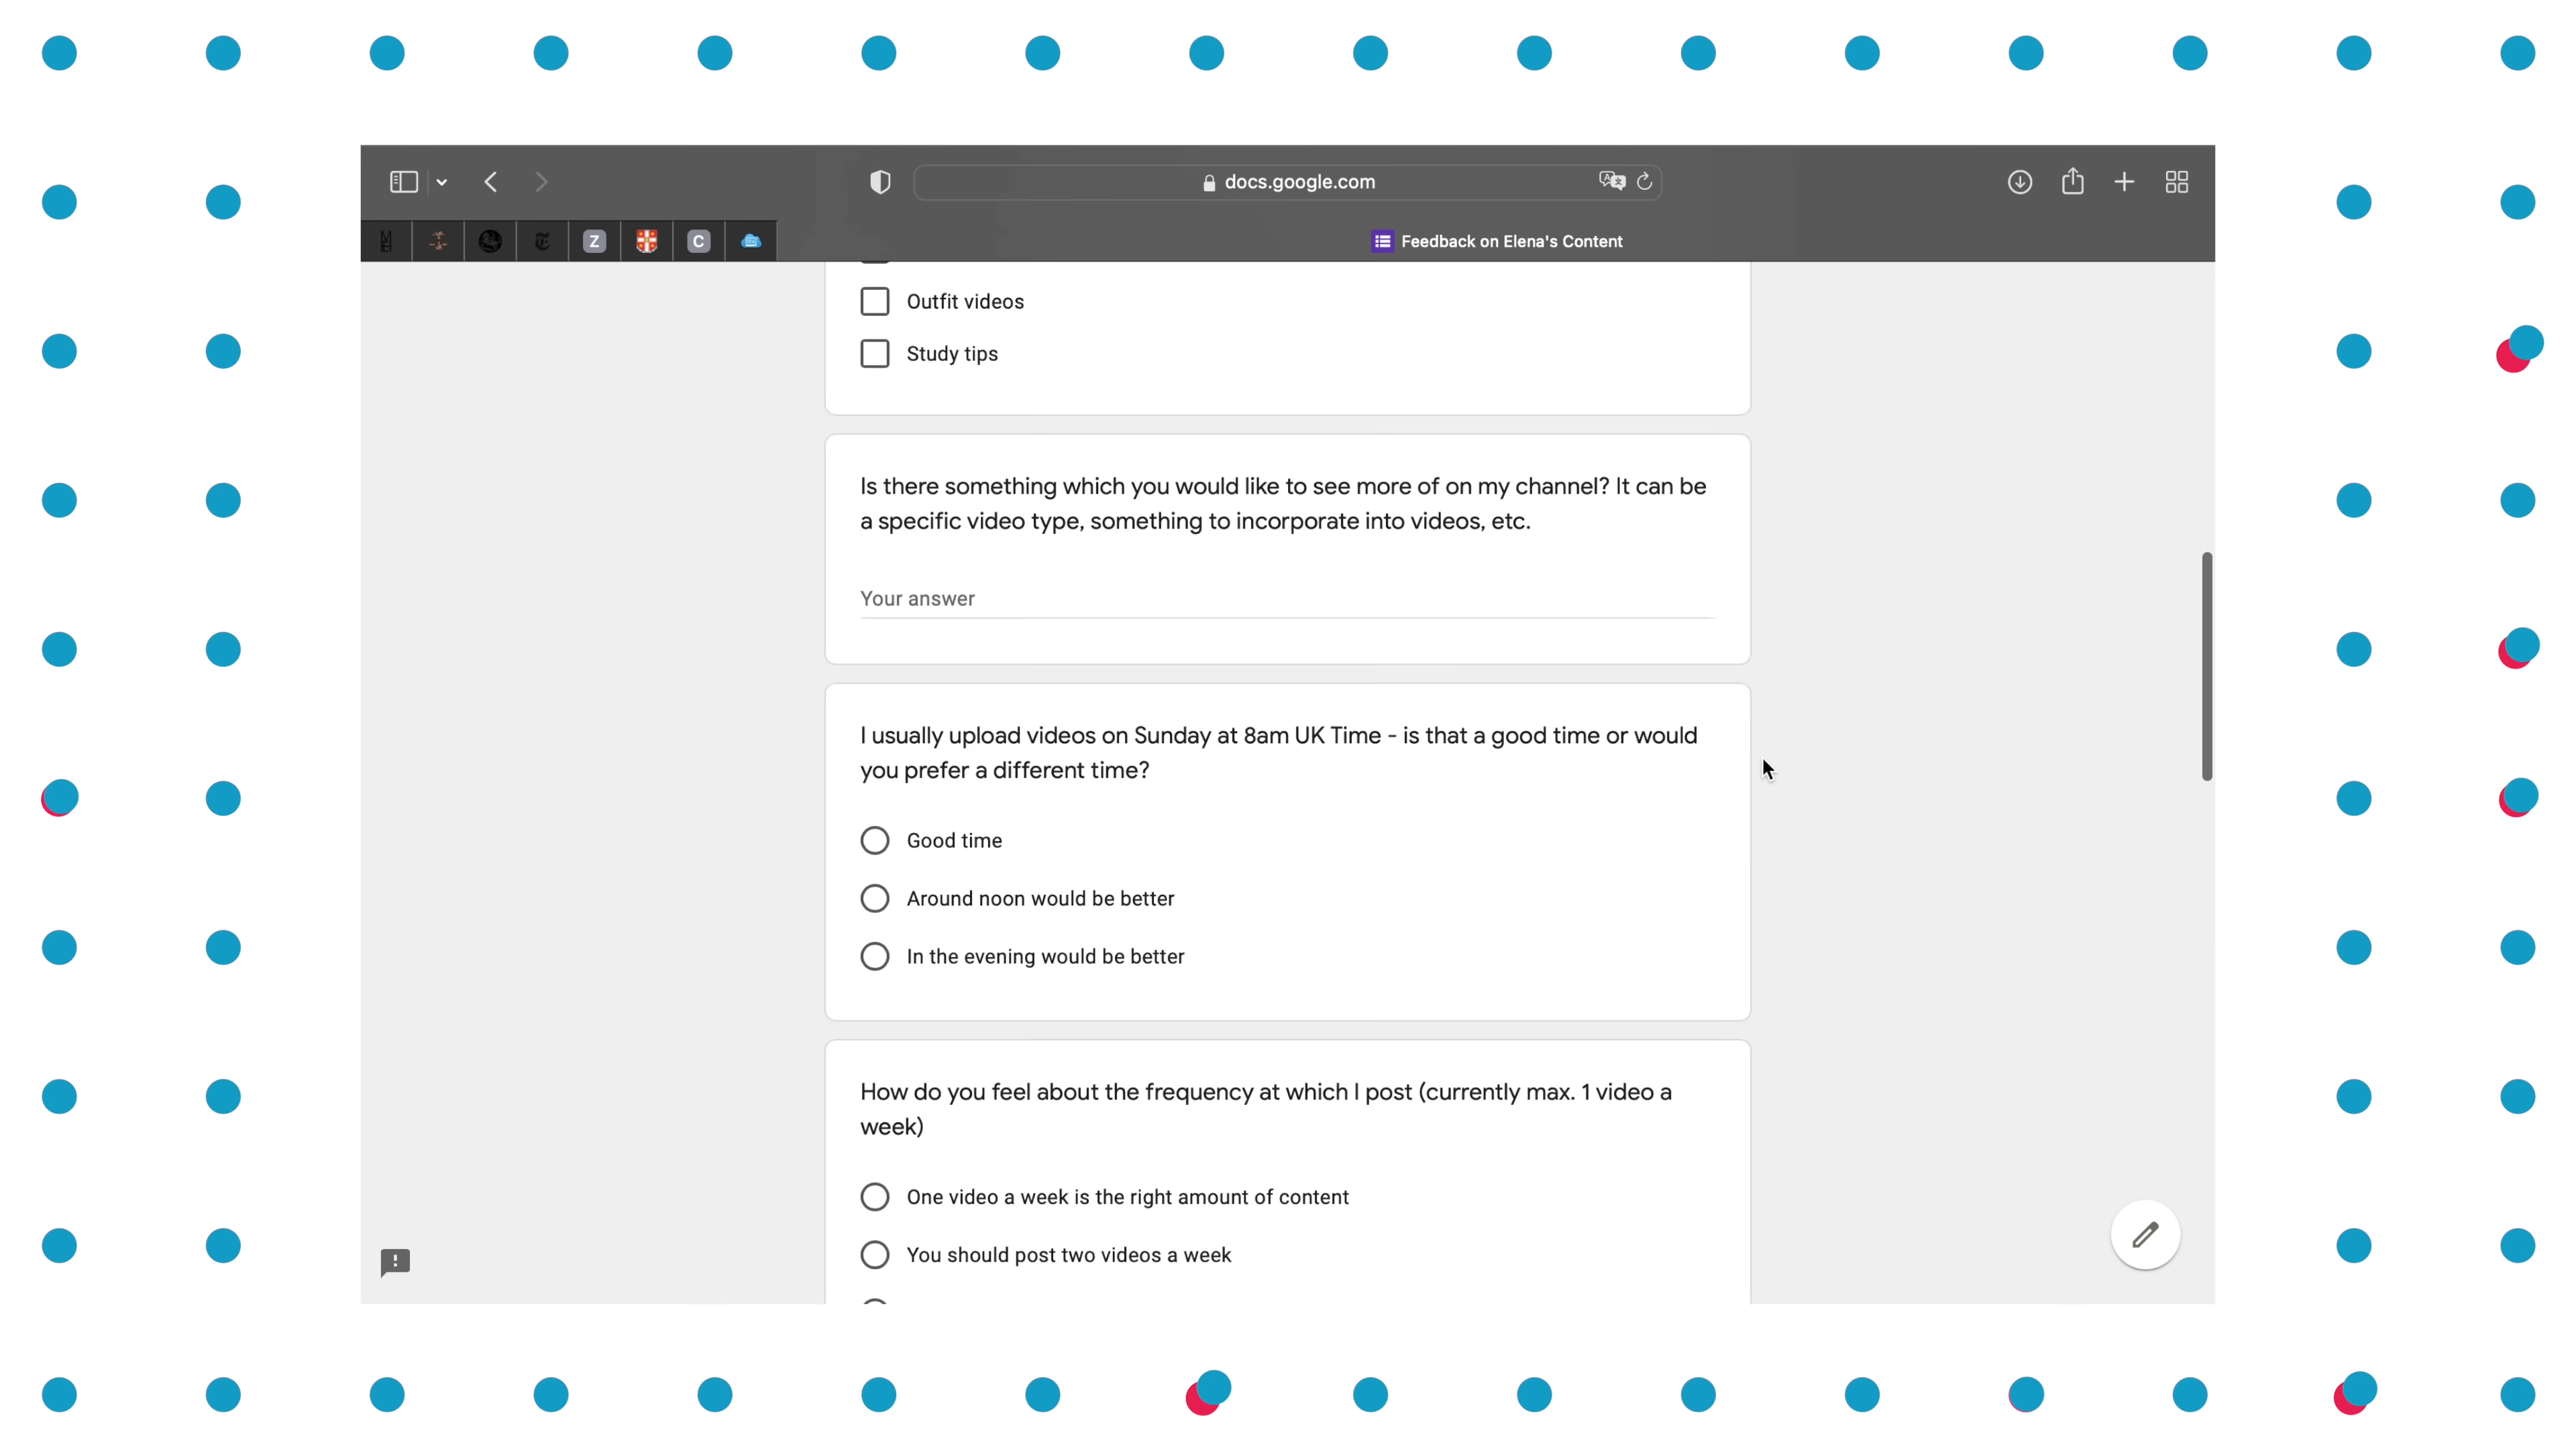 docs.google.com
Z
C
Feedback on Elena's Content
Outfit videos
Study tips
Is there something which you would like to see more of on my channel? It can be
a specific video type, something to incorporate into videos, etc.
Your answer
I usually upload videos on Sunday at 8am UK Time - is that a good time or would
you prefer a different time?
Good time
Around noon would be better
In the evening would be better
How do you feel about the frequency at which I post (currently max. 1 video a
week)
One video a week is the right amount of content
You should post two videos a week